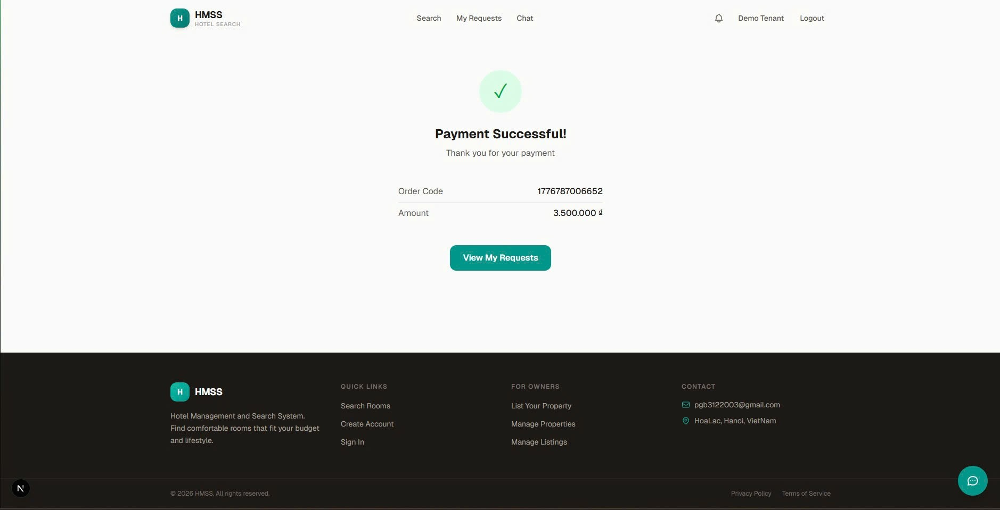 H
HMSS
HOTEL SEARCH
Search
My Requests
Chat
Demo Tenant
Logout
Payment Successful!
Thank you for your payment
Order Code
1776787006652
Amount
3.500.000 ₫
View My Requests
H
HMSS
Hotel Management and Search System.
Find comfortable rooms that fit your budget
and lifestyle.
QUICK LINKS
Search Rooms
Create Account
Sign In
FOR OWNERS
List Your Property
Manage Properties
Manage Listings
CONTACT
pgb3122003@gmail.com
HoaLac, Hanoi, VietNam
N
© 2026 HMSS. All rights reserved.
Privacy Policy
Terms of Service